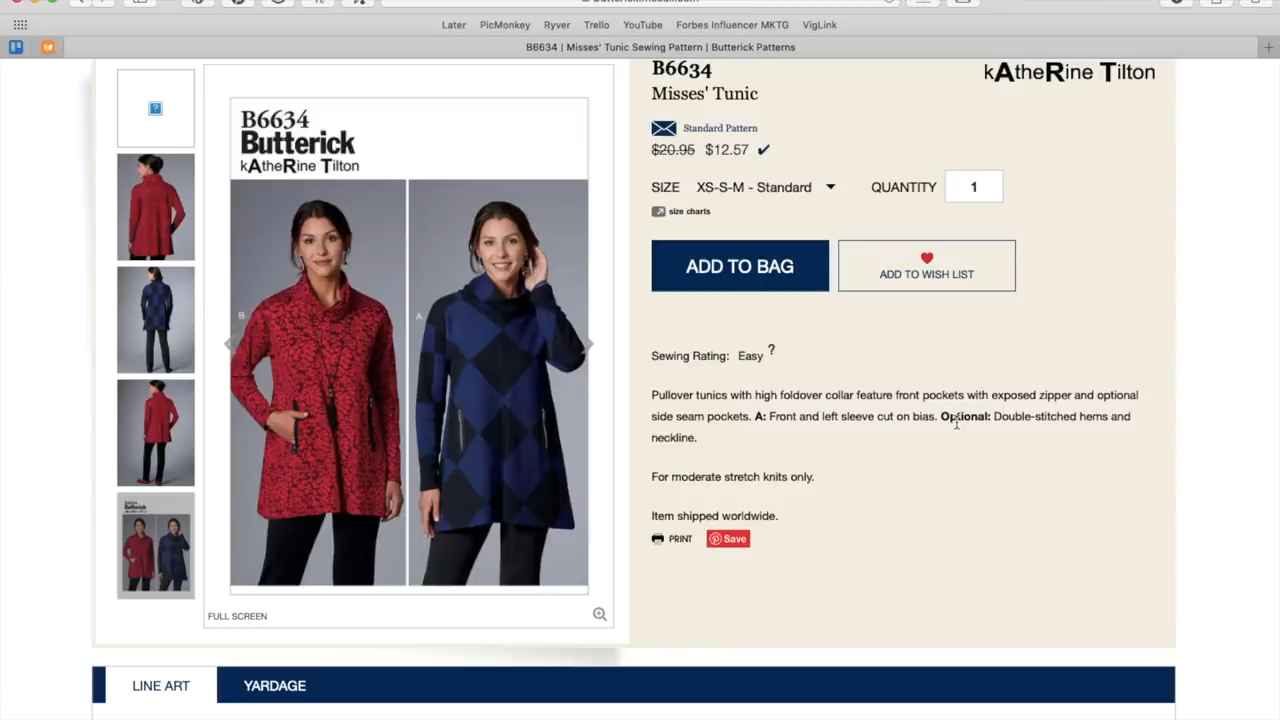 Later PicMonkey Ryver Trello YouTube Forbes Influencer MKTG VigLink
B6634 | Misses' Tunic Sewing Pattern | Butterick Patterns
B6634
Butterick
kAtheRine Tilton
B
A
FULL SCREEN
B6634
kAtheRine Tilton
Misses' Tunic
Standard Pattern
$20.95 $12.57
SIZE XS-S-M - Standard QUANTITY 1
size charts
ADD TO BAG
ADD TO WISH LIST
Sewing Rating: Easy ?
Pullover tunics with high foldover collar feature front pockets with exposed zipper and optional
side seam pockets. A: Front and left sleeve cut on bias. Optional: Double-stitched hems and
neckline.
For moderate stretch knits only.
Item shipped worldwide.
PRINT Save
LINE ART YARDAGE